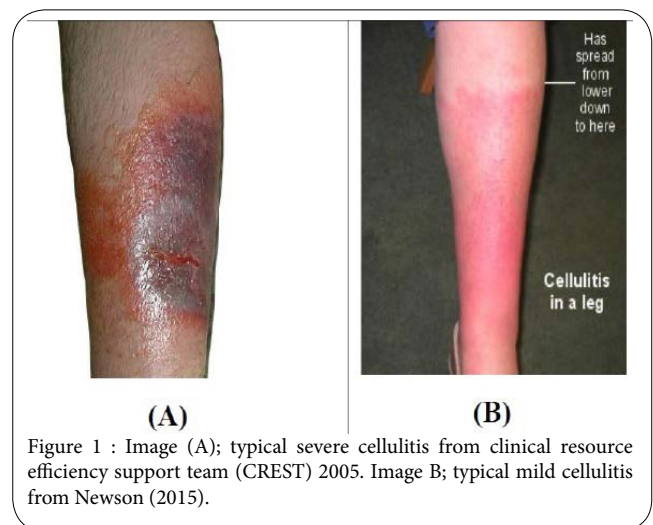 Has
spread
from
lower
down
to here
Cellulitis
in a leg
(A)
(B)
Figure 1 : Image (A); typical severe cellulitis from clinical resource
efficiency support team (CREST) 2005. Image B; typical mild cellulitis
from Newson (2015).